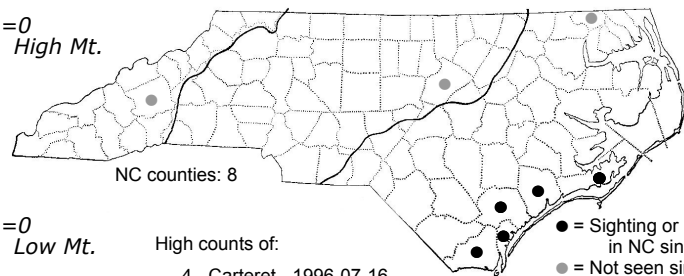 =0
High Mt.
NC counties: 8
=0
Low Mt.
High counts of:
4 - Carteret - 1996-07-16
● = Sighting or
in NC sin
● = Not seen si